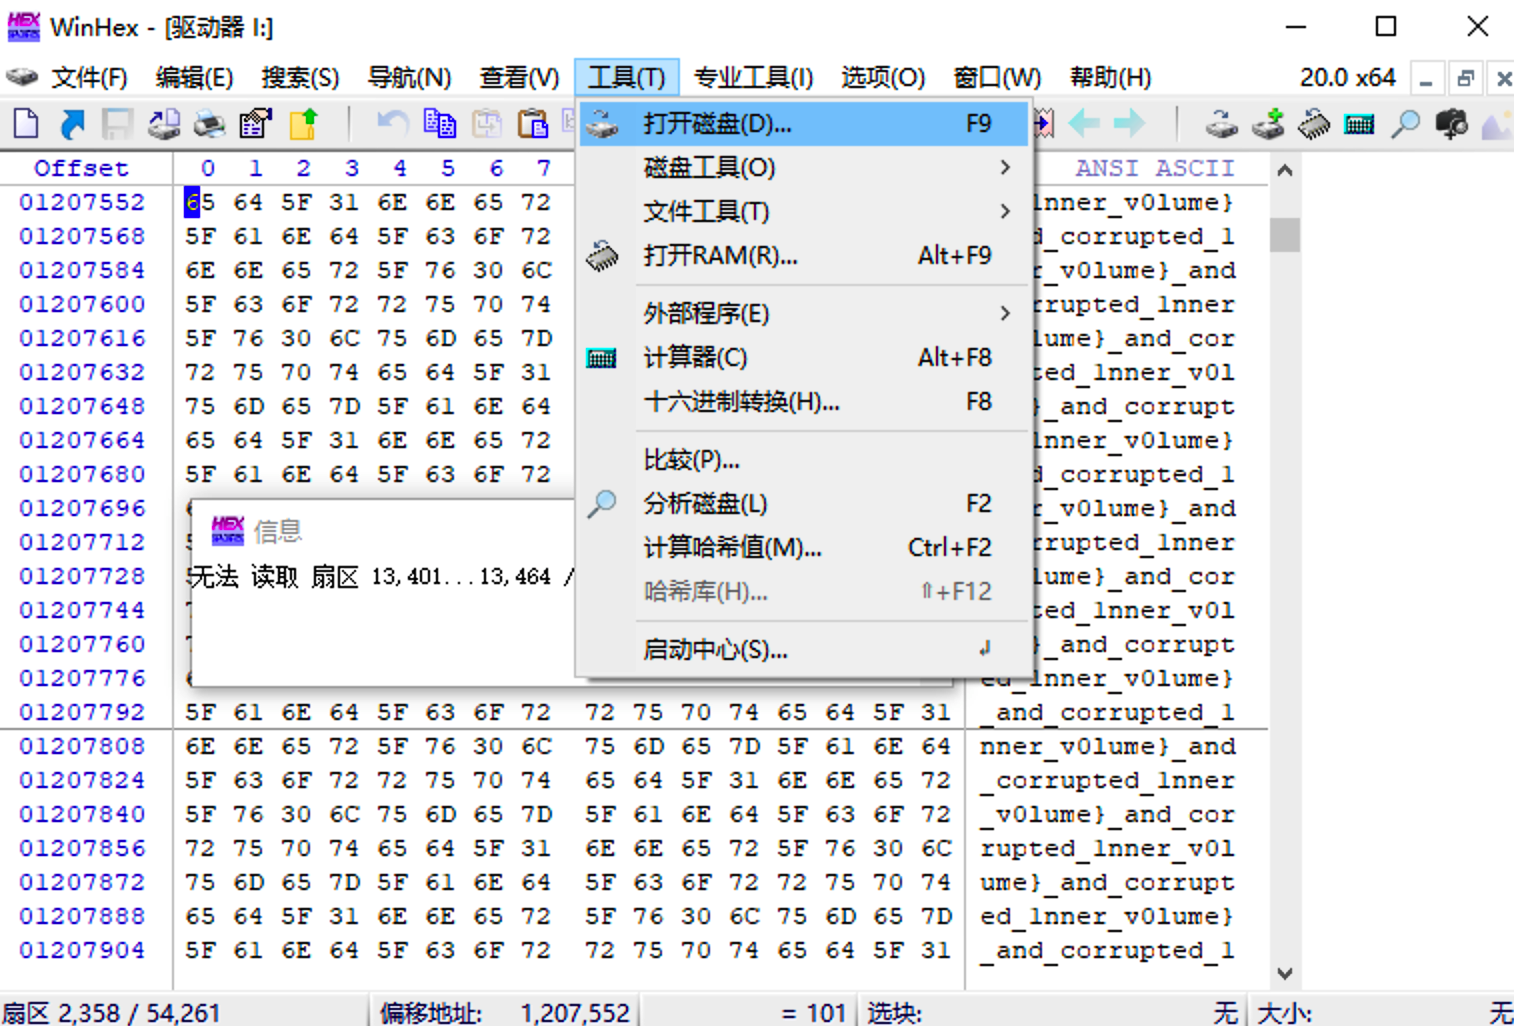 WinHex - [驱动器 I:]
文件(F) 编辑(E) 搜索(S) 导航(N) 查看(V) 工具(T) 专业工具(I) 选项(O) 窗口(W) 帮助(H) 20.0 x64
打开磁盘(D)... F9
磁盘工具(O)
文件工具(T)
打开RAM(R)... Alt+F9
外部程序(E)
计算器(C) Alt+F8
十六进制转换(H)... F8
比较(P)...
分析磁盘(L) F2
计算哈希值(M)... Ctrl+F2
哈希库(H)... ⇧+F12
启动中心(S)... ↲
信息
无法 读取 扇区 13,401...13,464 /
Offset 0 1 2 3 4 5 6 7 ANSI ASCII
01207552 65 64 5F 31 6E 6E 65 72 1nner_v0lume}
01207568 5F 61 6E 64 5F 63 6F 72 d_corrupted_1
01207584 6E 6E 65 72 5F 76 30 6C r_v0lume}_and
01207600 5F 63 6F 72 72 75 70 74 rrupted_1nner
01207616 5F 76 30 6C 75 6D 65 7D lume}_and_cor
01207632 72 75 70 74 65 64 5F 31 ted_1nner_v0l
01207648 75 6D 65 7D 5F 61 6E 64 }_and_corrupt
01207664 65 64 5F 31 6E 6E 65 72 1nner_v0lume}
01207680 5F 61 6E 64 5F 63 6F 72 d_corrupted_1
01207696 r_v0lume}_and
01207712 rrupted_1nner
01207728 lume}_and_cor
01207744 ted_1nner_v0l
01207760 }_and_corrupt
01207776 ed_1nner_v0lume}
01207792 5F 61 6E 64 5F 63 6F 72 72 75 70 74 65 64 5F 31 _and_corrupted_1
01207808 6E 6E 65 72 5F 76 30 6C 75 6D 65 7D 5F 61 6E 64 nner_v0lume}_and
01207824 5F 63 6F 72 72 75 70 74 65 64 5F 31 6E 6E 65 72 _corrupted_1nner
01207840 5F 76 30 6C 75 6D 65 7D 5F 61 6E 64 5F 63 6F 72 _v0lume}_and_cor
01207856 72 75 70 74 65 64 5F 31 6E 6E 65 72 5F 76 30 6C rupted_1nner_v0l
01207872 75 6D 65 7D 5F 61 6E 64 5F 63 6F 72 72 75 70 74 ume}_and_corrupt
01207888 65 64 5F 31 6E 6E 65 72 5F 76 30 6C 75 6D 65 7D ed_1nner_v0lume}
01207904 5F 61 6E 64 5F 63 6F 72 72 75 70 74 65 64 5F 31 _and_corrupted_1
扇区 2,358 / 54,261 偏移地址: 1,207,552 = 101 选块: 无 大小: 无